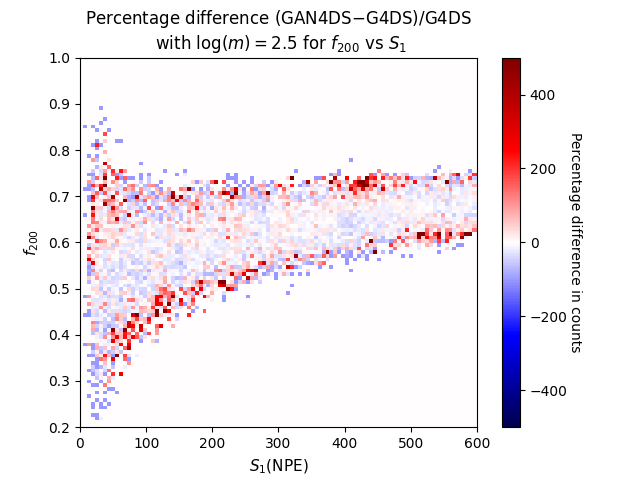 Percentage difference (GAN4DS−G4DS)/G4DS
with log(m) = 2.5 for f₂₀₀ vs S₁
1.0
0.9
0.8
0.7
0.6
0.5
0.4
0.3
0.2
f₂₀₀
0 100 200 300 400 500 600
S₁(NPE)
400
200
0
−200
−400
Percentage difference in counts